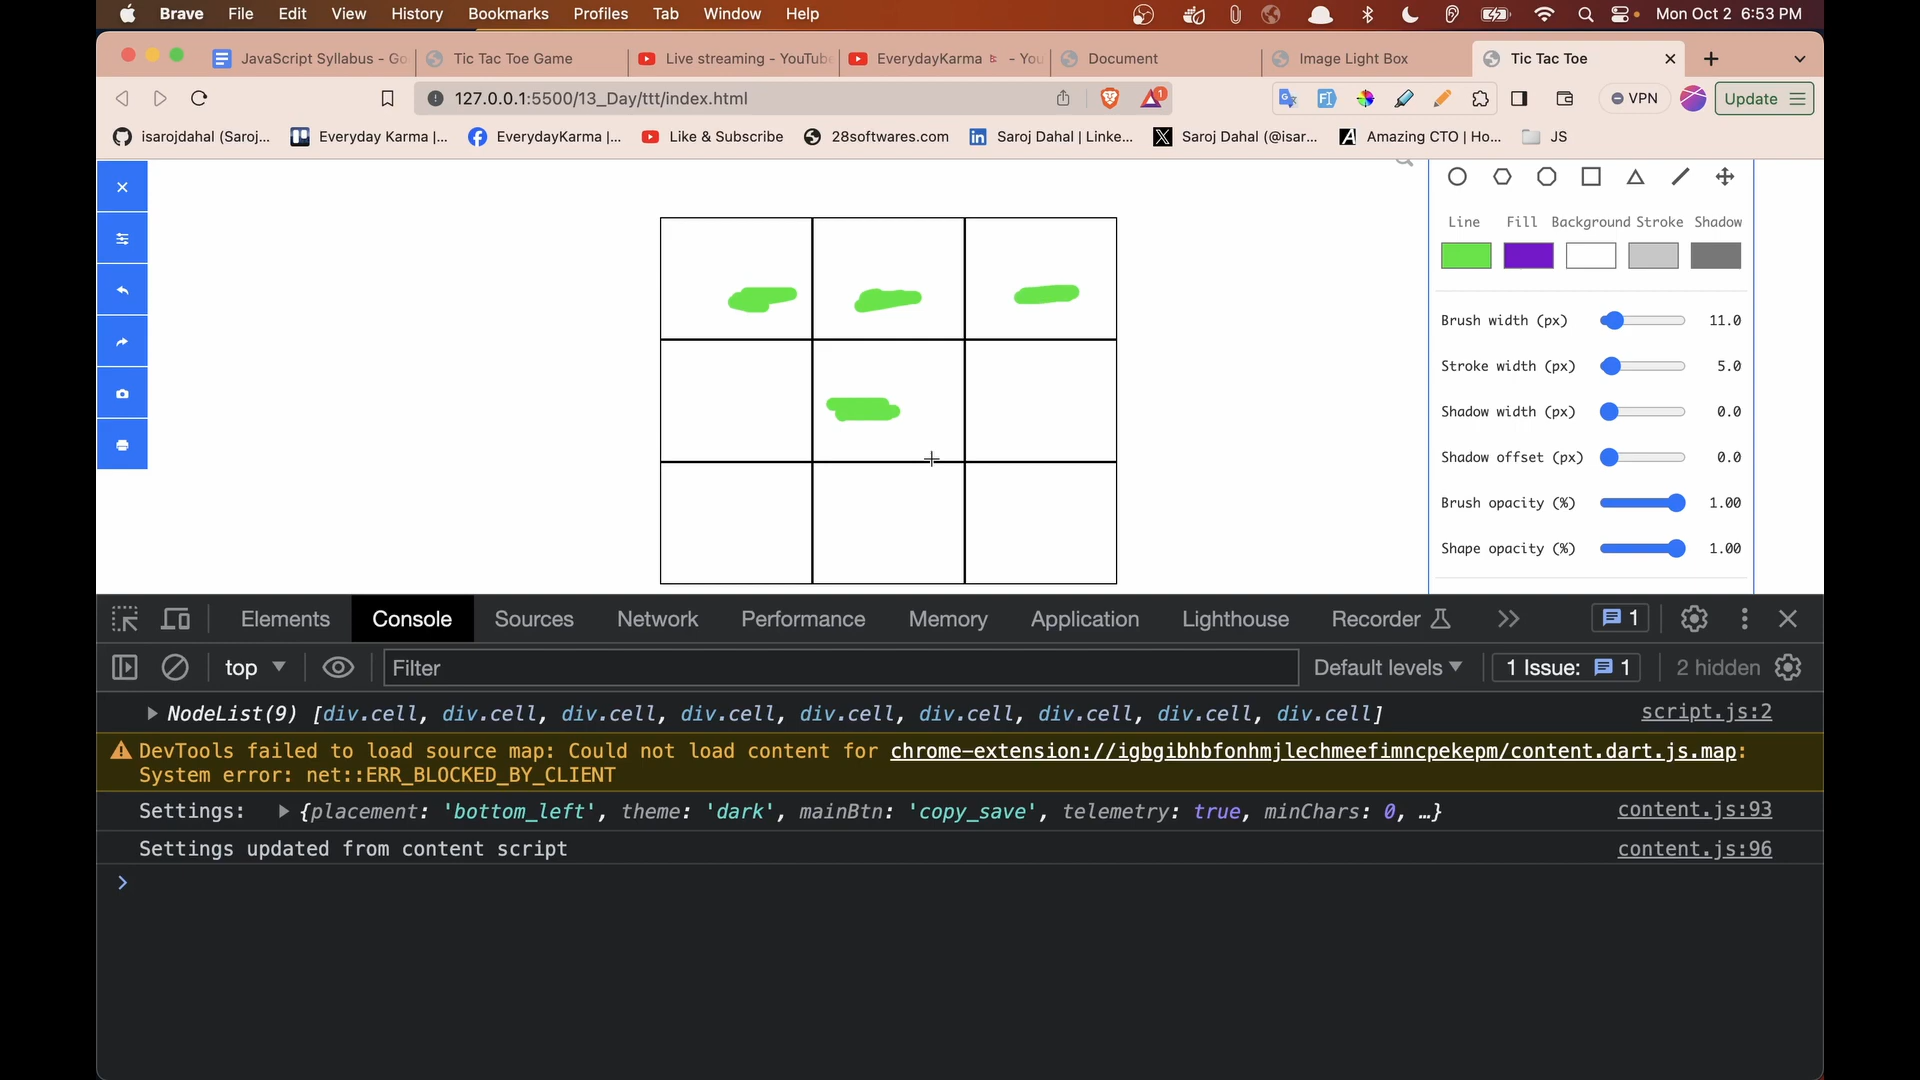 Brave File Edit View History Bookmarks Profiles Tab Window Help Mon Oct 2 6:53 PM
JavaScript Syllabus - Go Tic Tac Toe Game Live streaming - YouTube EverydayKarma - You Document Image Light Box Tic Tac Toe
127.0.0.1:5500/13_Day/ttt/index.html 1 VPN Update
isarojdahal (Saroj... Everyday Karma |... EverydayKarma |... Like & Subscribe 28softwares.com Saroj Dahal | Linke... Saroj Dahal (@isar... Amazing CTO | Ho... JS
Line Fill Background Stroke Shadow
Brush width (px) 11.0
Stroke width (px) 5.0
Shadow width (px) 0.0
Shadow offset (px) 0.0
Brush opacity (%) 1.00
Shape opacity (%) 1.00
Elements Console Sources Network Performance Memory Application Lighthouse Recorder 1
top Filter Default levels 1 Issue: 1 2 hidden
NodeList(9) [div.cell, div.cell, div.cell, div.cell, div.cell, div.cell, div.cell, div.cell, div.cell] script.js:2
DevTools failed to load source map: Could not load content for chrome-extension://igbgibhbfonhmjlechmeefimncpekepm/content.dart.js.map:
System error: net::ERR_BLOCKED_BY_CLIENT
Settings: {placement: 'bottom_left', theme: 'dark', mainBtn: 'copy_save', telemetry: true, minChars: 0, …} content.js:93
Settings updated from content script content.js:96